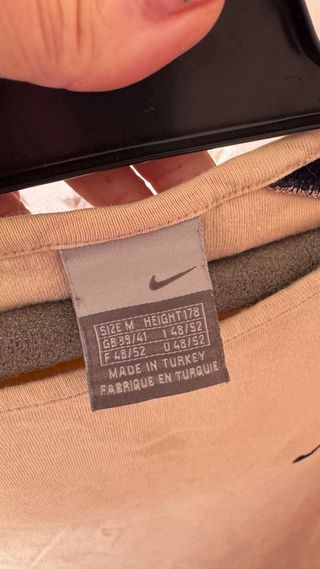 SIZE M HEIGHT 178
GB 39/41 I 48/52
F 48/52 D 48/52
MADE IN TURKEY
FABRIQUE EN TURQUIE